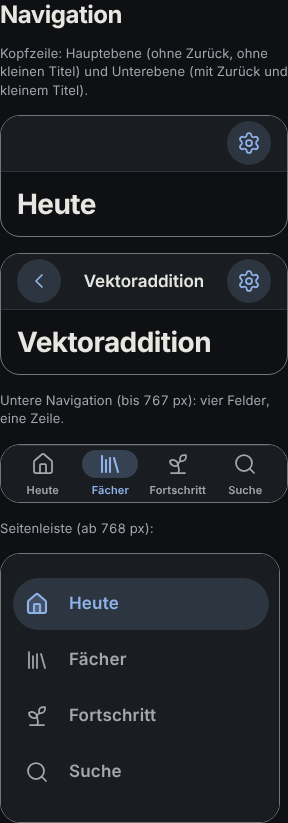 Navigation
Kopfzeile: Hauptebene (ohne Zurück, ohne
kleinen Titel) und Unterebene (mit Zurück und
kleinem Titel).
Heute
Vektoraddition
Vektoraddition
Untere Navigation (bis 767 px): vier Felder,
eine Zeile.
Heute Fächer Fortschritt Suche
Seitenleiste (ab 768 px):
Heute
Fächer
Fortschritt
Suche